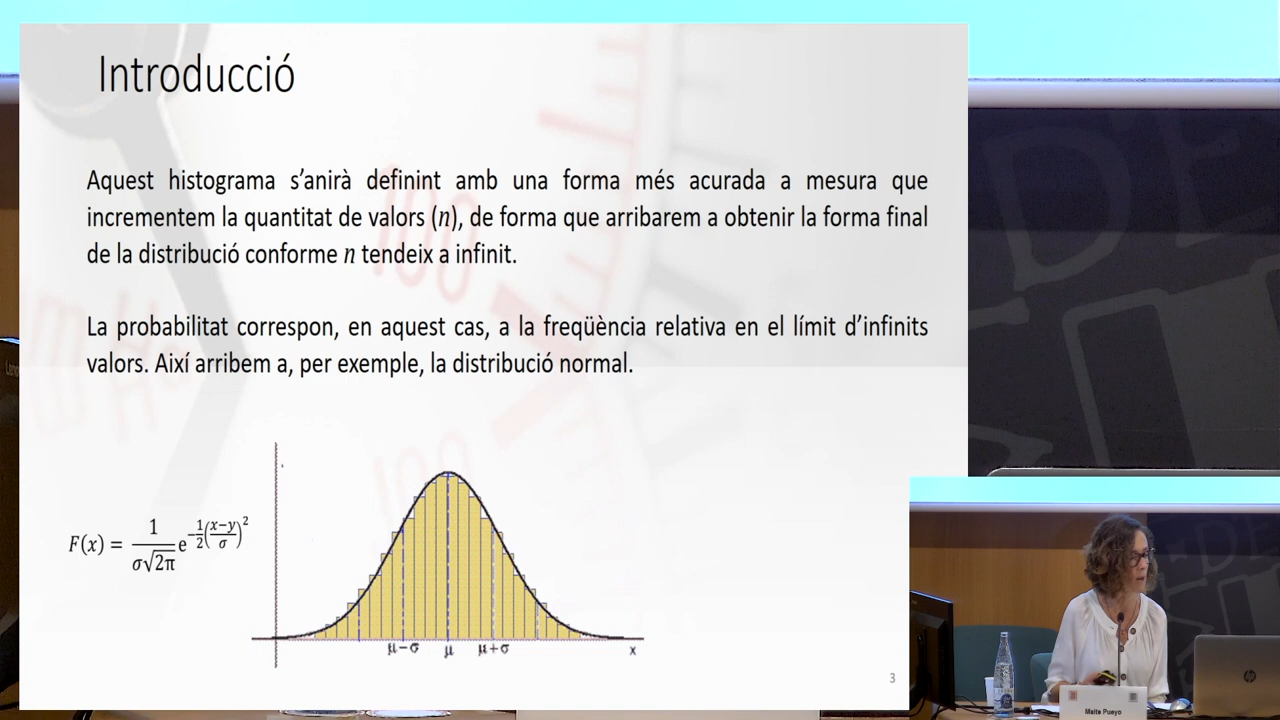 Introducció
Aquest histograma s’anirà definint amb una forma més acurada a mesura que
incrementem la quantitat de valors (n), de forma que arribarem a obtenir la forma final
de la distribució conforme n tendeix a infinit.
La probabilitat correspon, en aquest cas, a la freqüència relativa en el límit d’infinits
valors. Així arribem a, per exemple, la distribució normal.
F(x) = 1/(σ√2π) e^(-1/2((x−y)/σ)^2)
μ−σ μ μ+σ x
3
hp
Maite Pueyo